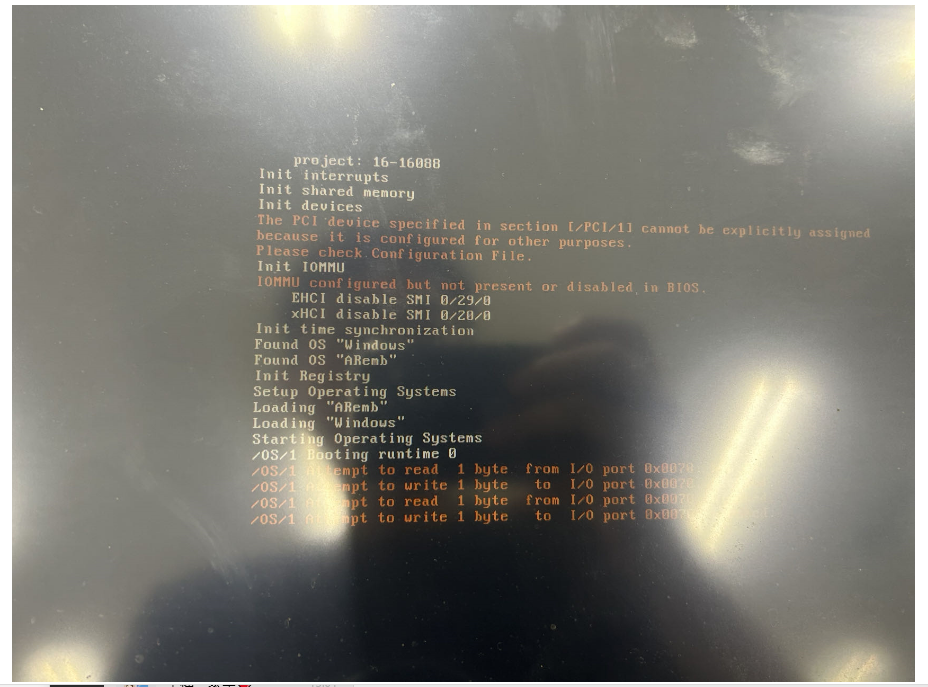 project: 16-16088
Init interrupts
Init shared memory
Init devices
The PCI device specified in section [/PCI/1] cannot be explicitly assigned
because it is configured for other purposes.
Please check Configuration File.
Init IOMMU
IOMMU configured but not present or disabled in BIOS.
EHCI disable SMI 0/29/0
xHCI disable SMI 0/20/0
Init time synchronization
Found OS "Windows"
Found OS "ARemb"
Init Registry
Setup Operating Systems
Loading "ARemb"
Loading "Windows"
Starting Operating Systems
/OS/1 Booting runtime 0
/OS/1 Attempt to read 1 byte from I/O port
/OS/1 Attempt to write 1 byte to I/O port
/OS/1 Attempt to read 1 byte from I/O port
/OS/1 Attempt to write 1 byte to I/O port